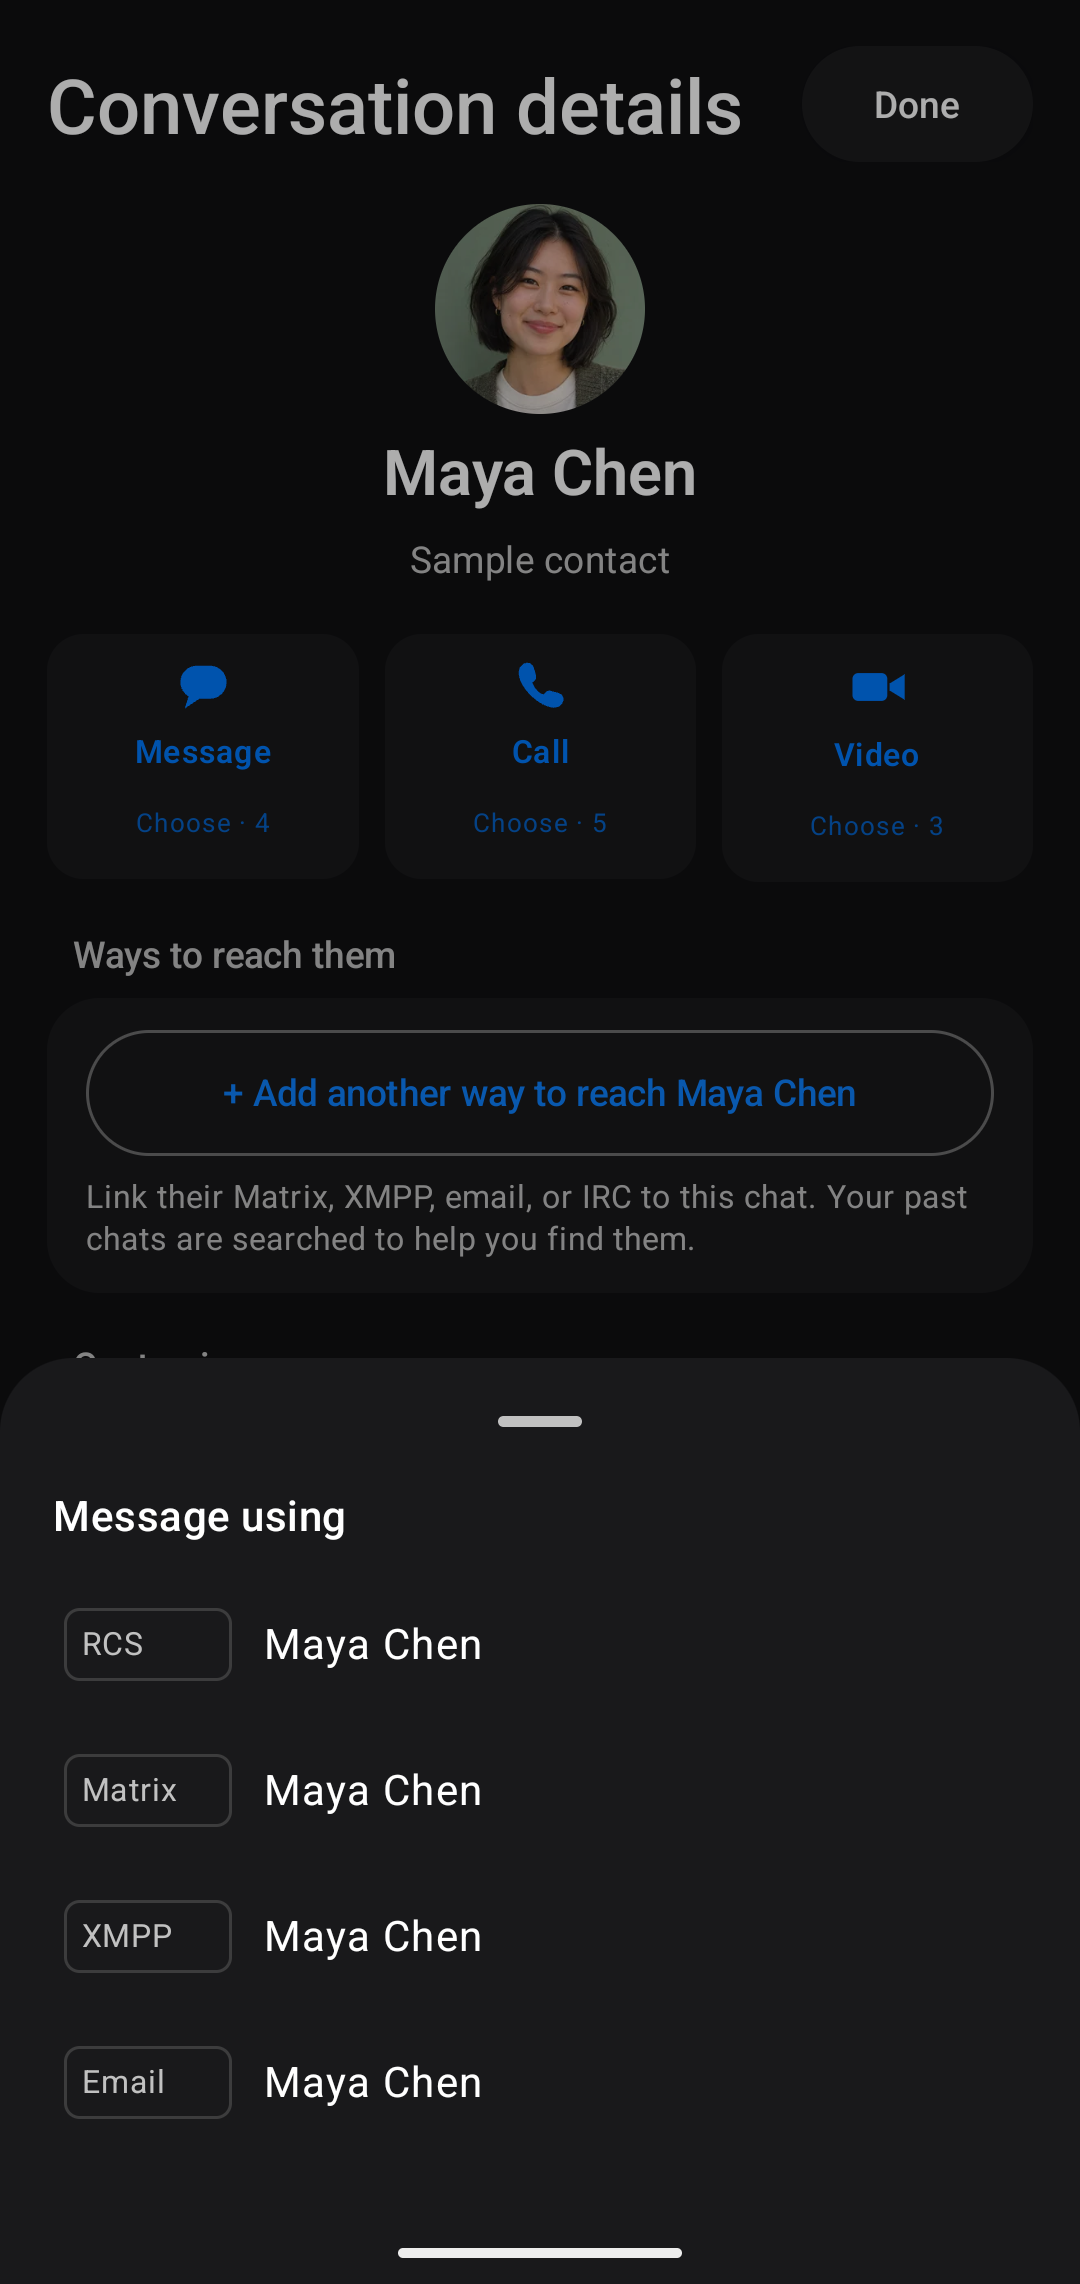 Conversation details
Done
Maya Chen
Sample contact
Message
Choose · 4
Call
Choose · 5
Video
Choose · 3
Ways to reach them
+ Add another way to reach Maya Chen
Link their Matrix, XMPP, email, or IRC to this chat. Your past
chats are searched to help you find them.
Message using
RCS
Maya Chen
Matrix
Maya Chen
XMPP
Maya Chen
Email
Maya Chen